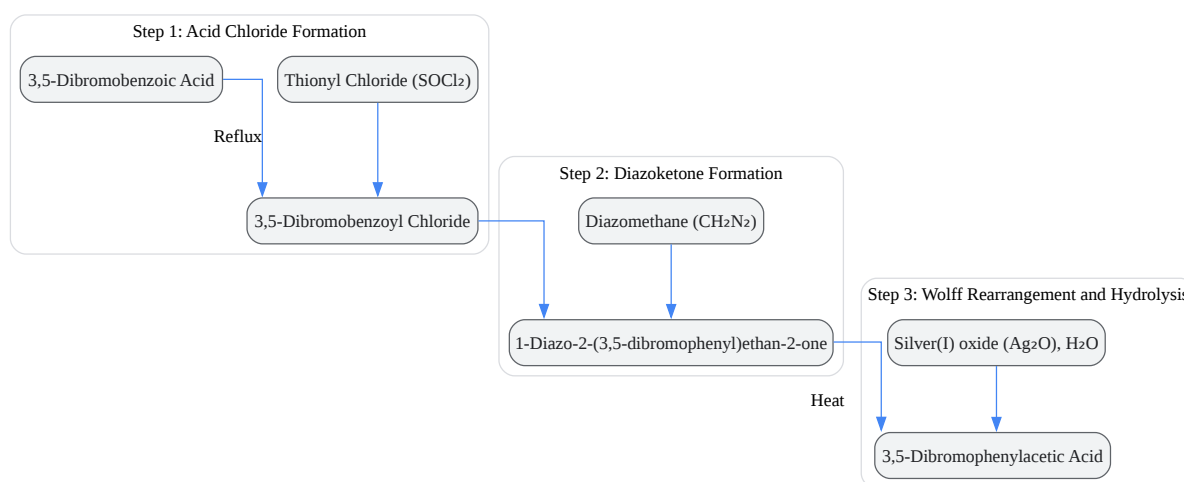 Step 1: Acid Chloride Formation
3,5-Dibromobenzoic Acid
Thionyl Chloride (SOCl₂)
Reflux
3,5-Dibromobenzoyl Chloride
Step 2: Diazoketone Formation
Diazomethane (CH₂N₂)
1-Diazo-2-(3,5-dibromophenyl)ethan-2-one
Step 3: Wolff Rearrangement and Hydrolysis
Silver(I) oxide (Ag₂O), H₂O
Heat
3,5-Dibromophenylacetic Acid